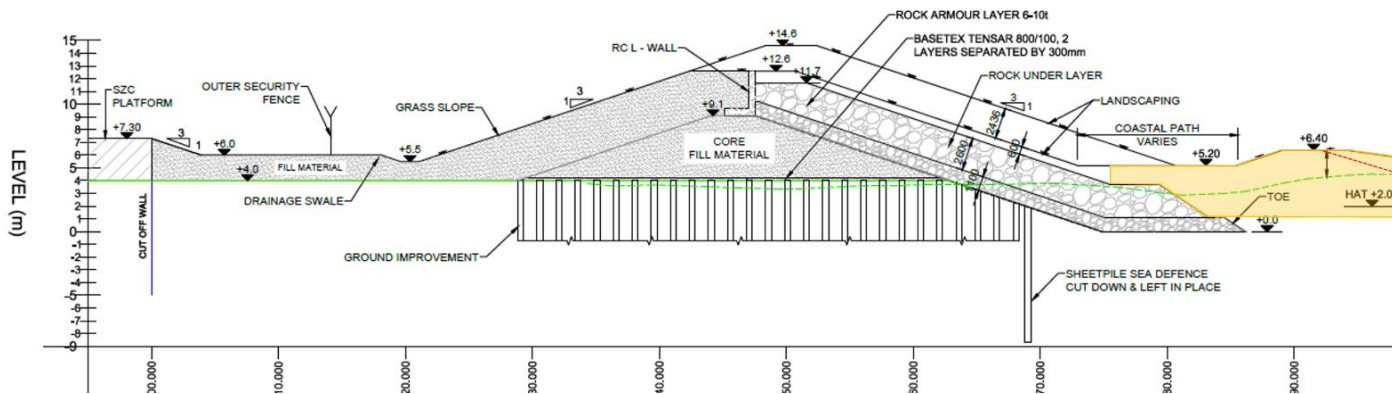 ROCK ARMOUR LAYER 6-10t
BASETEX TENSAR 800/100, 2
LAYERS SEPARATED BY 300mm
RC L - WALL
+14.6
+12.6
+11.7
ROCK UNDER LAYER
LANDSCAPING
COASTAL PATH
VARIES
OUTER SECURITY
FENCE
GRASS SLOPE
3
1
3
1
3
1
SZC
PLATFORM
+7.30
+6.0
+5.5
+4.0
+9.1
FILL MATERIAL
DRAINAGE SWALE
CORE
FILL MATERIAL
2436
600
2600
1100
+5.20
+6.40
HAT +2.0
TOE
+0.0
GROUND IMPROVEMENT
SHEETPILE SEA DEFENCE
CUT DOWN & LEFT IN PLACE
CUT OFF WALL
LEVEL (m)
15
14
13
12
11
10
9
8
7
6
5
4
3
2
1
0
-1
-2
-3
-4
-5
-6
-7
-8
-9
00.000
10.000
20.000
30.000
40.000
50.000
60.000
70.000
80.000
90.000